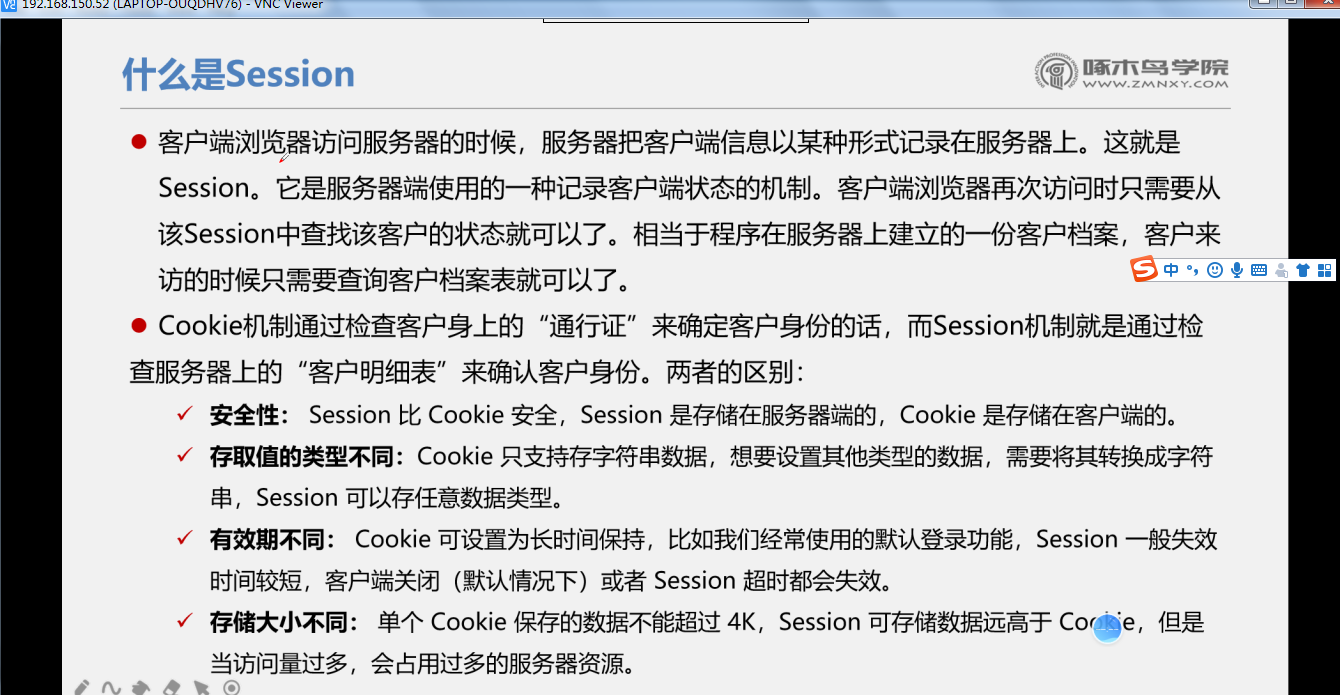 192.168.150.52 (LAPTOP-OUQDHV76) - VNC Viewer
什么是Session
啄木鸟学院
WWW.ZMNXY.COM
● 客户端浏览器访问服务器的时候，服务器把客户端信息以某种形式记录在服务器上。这就是
Session。它是服务器端使用的一种记录客户端状态的机制。客户端浏览器再次访问时只需要从
该Session中查找该客户的状态就可以了。相当于程序在服务器上建立的一份客户档案，客户来
访的时候只需要查询客户档案表就可以了。
中
● Cookie机制通过检查客户身上的“通行证”来确定客户身份的话，而Session机制就是通过检
查服务器上的“客户明细表”来确认客户身份。两者的区别：
✓ 安全性： Session 比 Cookie 安全，Session 是存储在服务器端的，Cookie 是存储在客户端的。
✓ 存取值的类型不同：Cookie 只支持存字符串数据，想要设置其他类型的数据，需要将其转换成字符
串，Session 可以存任意数据类型。
✓ 有效期不同： Cookie 可设置为长时间保持，比如我们经常使用的默认登录功能，Session 一般失效
时间较短，客户端关闭（默认情况下）或者 Session 超时都会失效。
✓ 存储大小不同： 单个 Cookie 保存的数据不能超过 4K，Session 可存储数据远高于 Cookie，但是
当访问量过多，会占用过多的服务器资源。